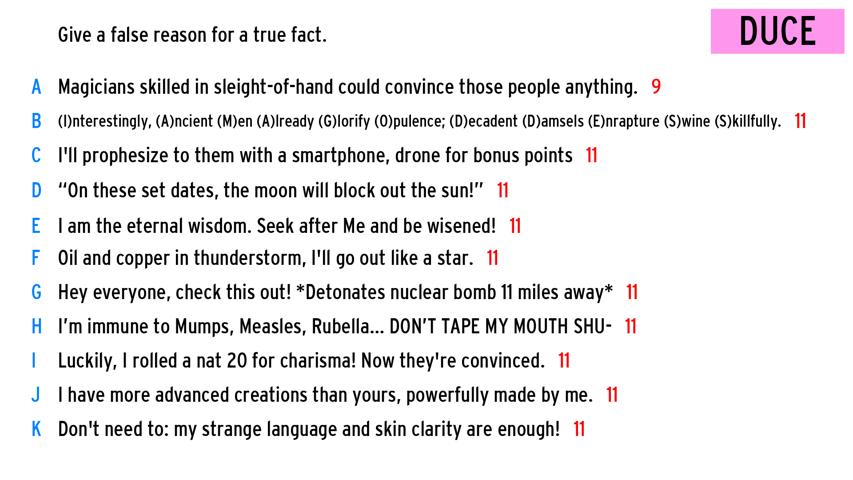 Give a false reason for a true fact.
DUCE
A Magicians skilled in sleight-of-hand could convince those people anything. 9
B (I)nterestingly, (A)ncient (M)en (A)lready (G)lorify (O)pulence; (D)ecadent (D)amsels (E)nrapture (S)wine (S)killfully. 11
C I'll prophesize to them with a smartphone, drone for bonus points 11
D “On these set dates, the moon will block out the sun!” 11
E I am the eternal wisdom. Seek after Me and be wisened! 11
F Oil and copper in thunderstorm, I'll go out like a star. 11
G Hey everyone, check this out! *Detonates nuclear bomb 11 miles away* 11
H I’m immune to Mumps, Measles, Rubella... DON’T TAPE MY MOUTH SHU- 11
I Luckily, I rolled a nat 20 for charisma! Now they're convinced. 11
J I have more advanced creations than yours, powerfully made by me. 11
K Don't need to: my strange language and skin clarity are enough! 11